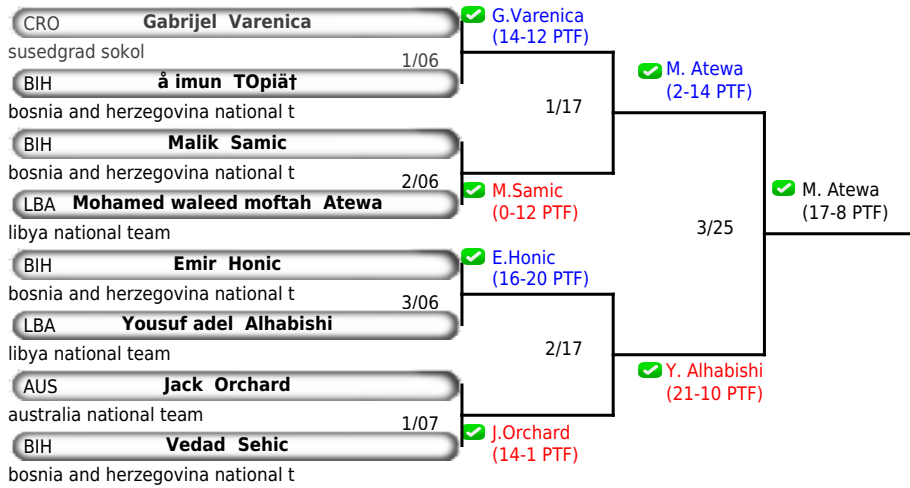 CRO Gabrijel Varenica
susedgrad sokol
1/06
BIH å imun TOpiä†
bosnia and herzegovina national t
G.Varenica
(14-12 PTF)
1/17
BIH Malik Samic
bosnia and herzegovina national t
2/06
LBA Mohamed waleed moftah Atewa
libya national team
M.Samic
(0-12 PTF)
M. Atewa
(2-14 PTF)
3/25
M. Atewa
(17-8 PTF)
BIH Emir Honic
bosnia and herzegovina national t
3/06
LBA Yousuf adel Alhabishi
libya national team
E.Honic
(16-20 PTF)
2/17
AUS Jack Orchard
australia national team
1/07
BIH Vedad Sehic
bosnia and herzegovina national t
J.Orchard
(14-1 PTF)
Y. Alhabishi
(21-10 PTF)